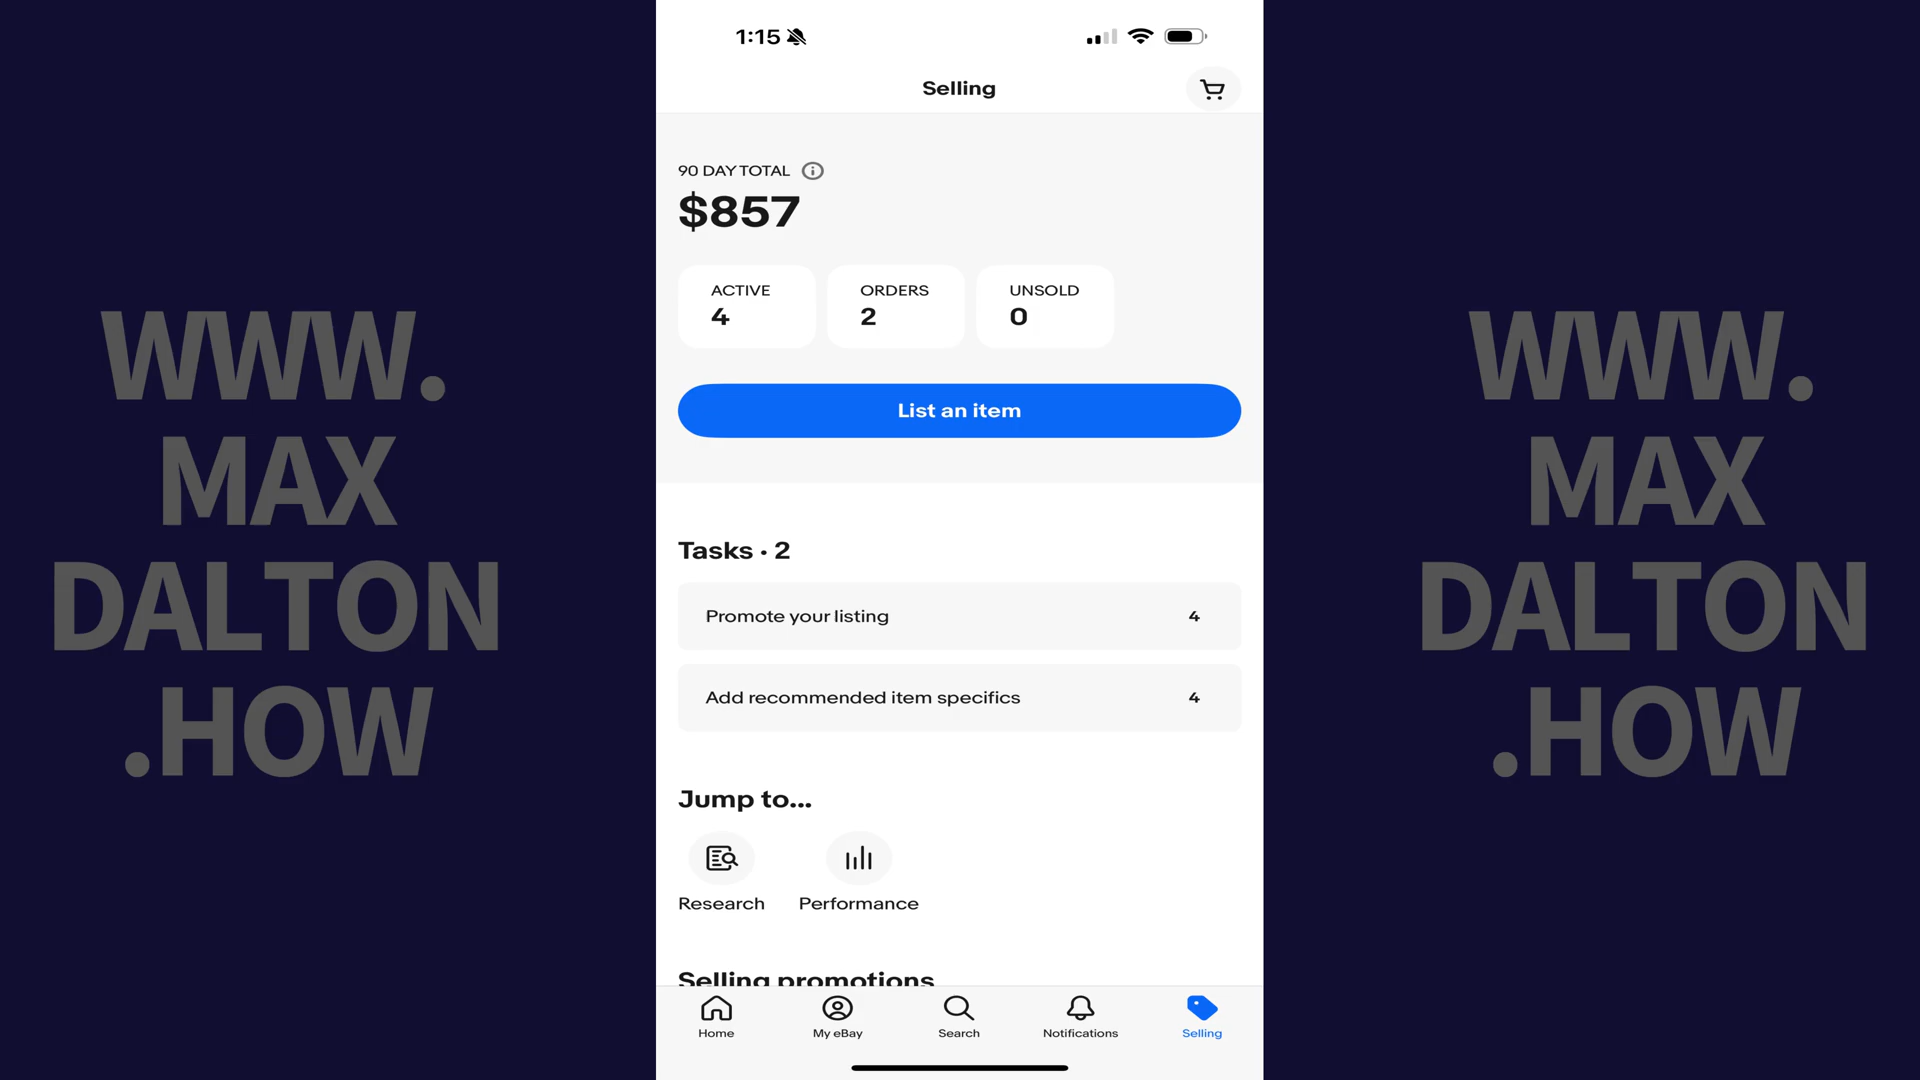 1:15
Selling
90 DAY TOTAL
$857
ACTIVE
4
ORDERS
2
UNSOLD
0
List an item
Tasks · 2
Promote your listing 4
Add recommended item specifics 4
Jump to...
Research
Performance
Selling promotions
Home
My eBay
Search
Notifications
Selling
WWW.
MAX
DALTON
.HOW
WWW.
MAX
DALTON
.HOW